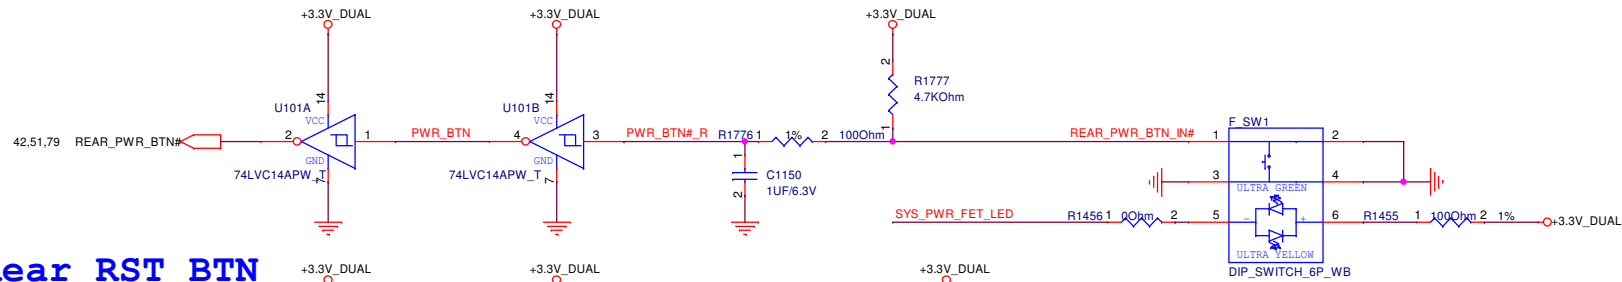 +3.3V_DUAL +3.3V_DUAL +3.3V_DUAL
R1777
4.7KOhm
2
1
U101A U101B
14 14
VCC VCC
F_SW1
42,51,79 REAR_PWR_BTN# 2 1 PWR_BTN 4 3 PWR_BTN#_R R1776 1 1% 2 100Ohm REAR_PWR_BTN_IN# 1 2
GND GND
74LVC14APW_T 74LVC14APW_T
7 7
1
C1150
1UF/6.3V
2
3 4
ULTRA GREEN
SYS_PWR_FET_LED R1456 1 0Ohm 2 5 - + 6 R1455 1 100Ohm 2 1% +3.3V_DUAL
ULTRA YELLOW
DIP_SWITCH_6P_WB
ear RST BTN
+3.3V_DUAL +3.3V_DUAL +3.3V_DUAL